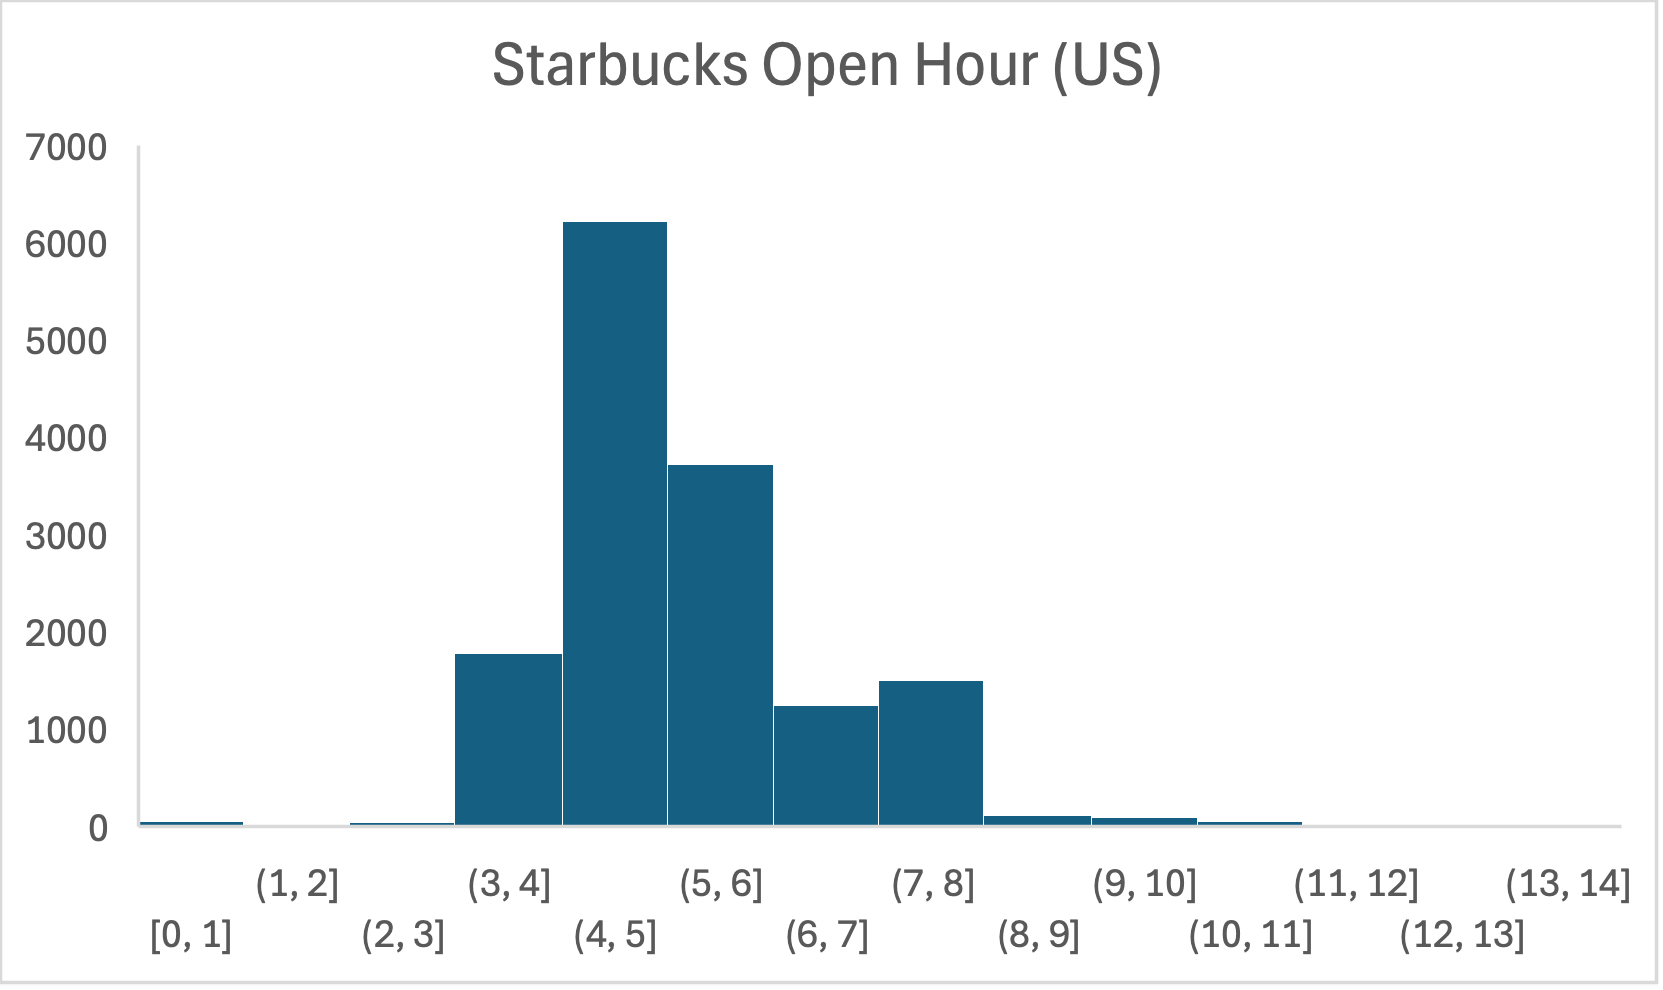 Starbucks Open Hour (US)
7000
6000
5000
4000
3000
2000
1000
0
(1, 2] (3, 4] (5, 6] (7, 8] (9, 10] (11, 12] (13, 14]
[0, 1] (2, 3] (4, 5] (6, 7] (8, 9] (10, 11] (12, 13]